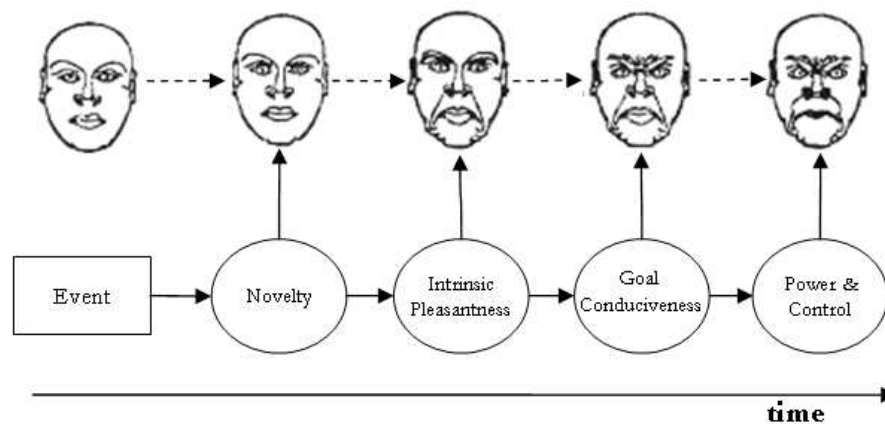 Event
Novelty
Intrinsic
Pleasantness
Goal
Conduciveness
Power &
Control
time